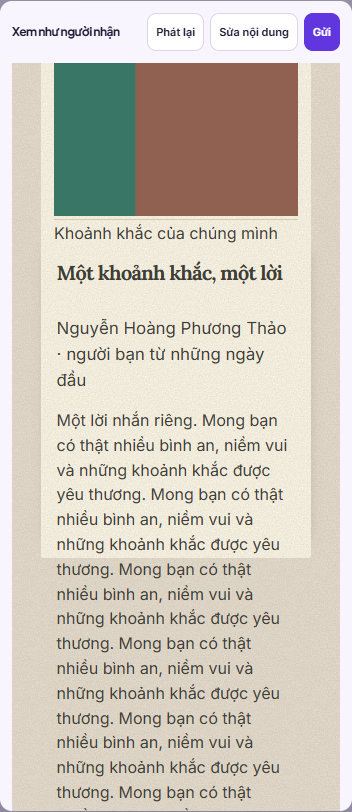 Xem như người nhận
Phát lại
Sửa nội dung
Gửi
Khoảnh khắc của chúng mình
Một khoảnh khắc, một lời
Nguyễn Hoàng Phương Thảo
· người bạn từ những ngày
đầu
Một lời nhắn riêng. Mong bạn
có thật nhiều bình an, niềm vui
và những khoảnh khắc được
yêu thương. Mong bạn có thật
nhiều bình an, niềm vui và
những khoảnh khắc được yêu
thương. Mong bạn có thật
nhiều bình an, niềm vui và
những khoảnh khắc được yêu
thương. Mong bạn có thật
nhiều bình an, niềm vui và
những khoảnh khắc được yêu
thương. Mong bạn có thật
nhiều bình an, niềm vui và
những khoảnh khắc được yêu
thương. Mong bạn có thật